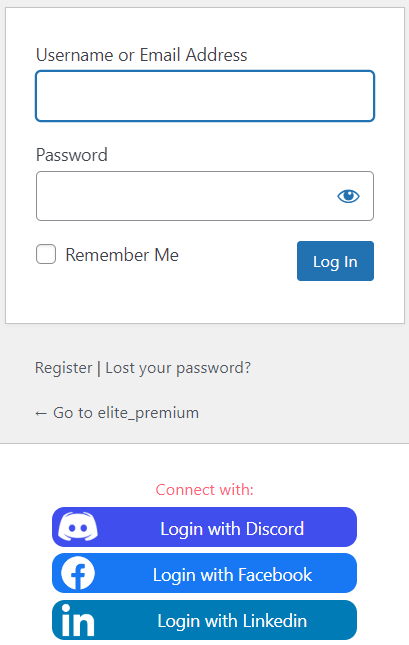 Username or Email Address
Password
Remember Me
Log In
Register | Lost your password?
← Go to elite_premium
Connect with:
Login with Discord
Login with Facebook
in Login with Linkedin